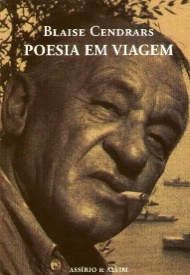 BLAISE CENDRARS
POESIA EM VIAGEM
ASSÍRIO & ALVIM